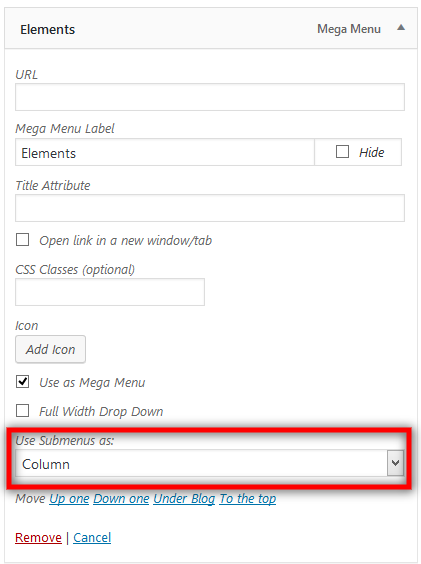 Elements Mega Menu
URL
Mega Menu Label
Elements Hide
Title Attribute
Open link in a new window/tab
CSS Classes (optional)
Icon
Add Icon
Use as Mega Menu
Full Width Drop Down
Use Submenus as:
Column
Move Up one Down one Under Blog To the top
Remove | Cancel